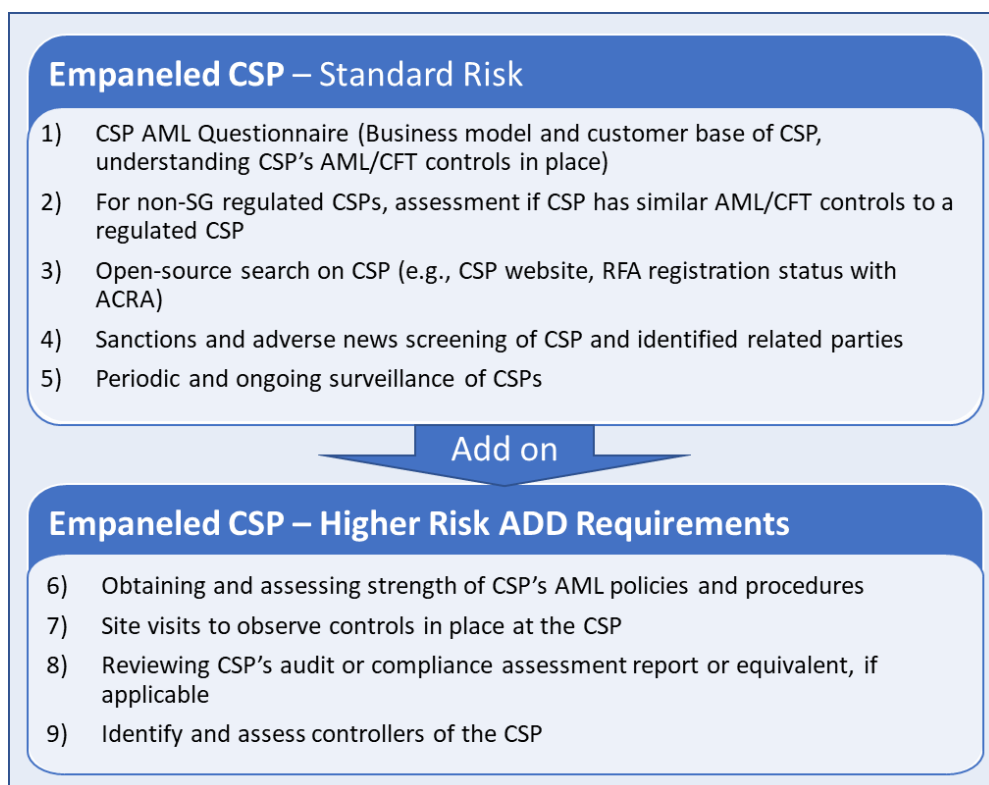 Empaneled CSP – Standard Risk
1) CSP AML Questionnaire (Business model and customer base of CSP,
understanding CSP's AML/CFT controls in place)
2) For non-SG regulated CSPs, assessment if CSP has similar AML/CFT controls to a
regulated CSP
3) Open-source search on CSP (e.g., CSP website, RFA registration status with
ACRA)
4) Sanctions and adverse news screening of CSP and identified related parties
5) Periodic and ongoing surveillance of CSPs
Add on
Empaneled CSP – Higher Risk ADD Requirements
6) Obtaining and assessing strength of CSP's AML policies and procedures
7) Site visits to observe controls in place at the CSP
8) Reviewing CSP's audit or compliance assessment report or equivalent, if
applicable
9) Identify and assess controllers of the CSP